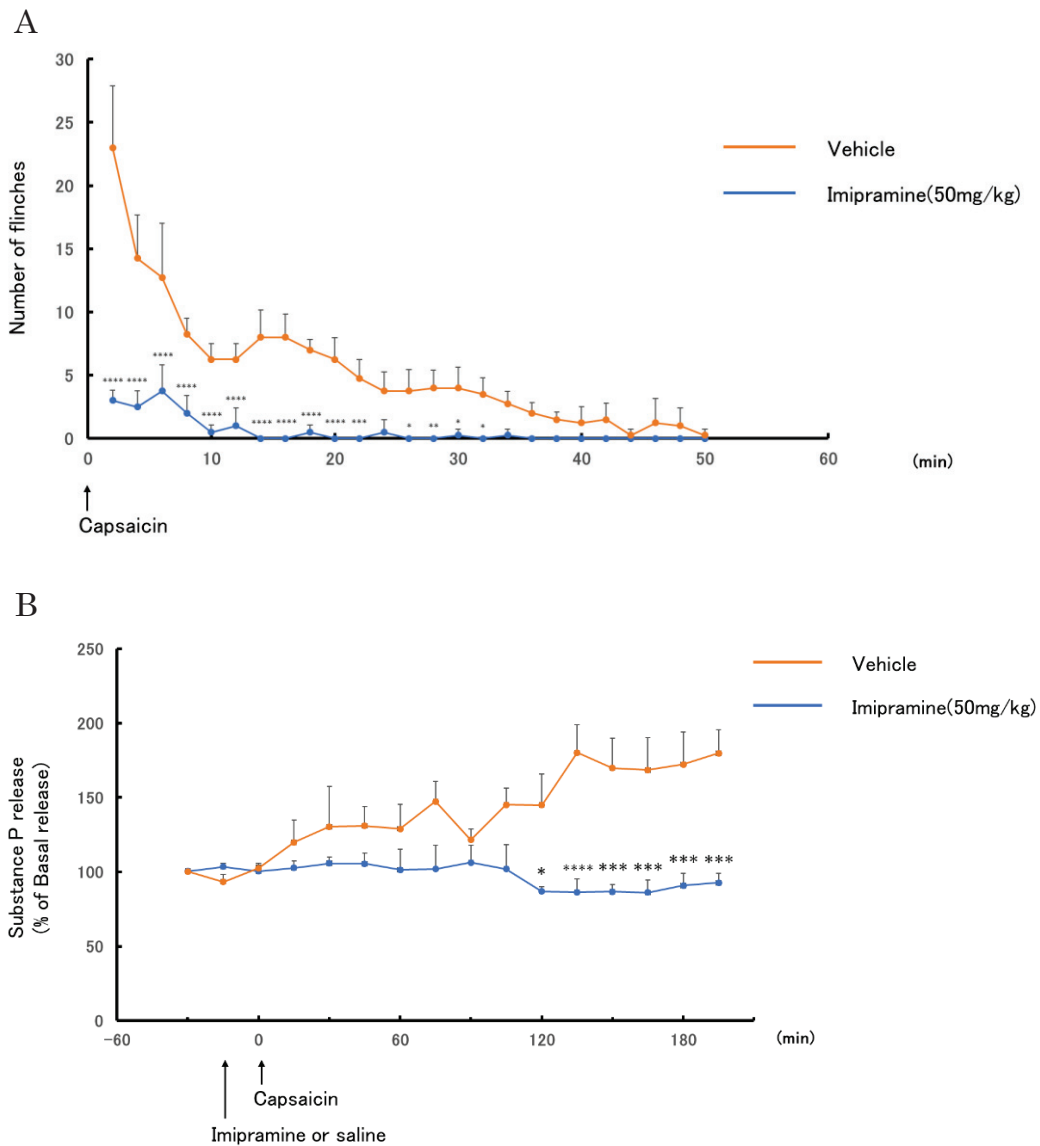 A
30
25
20
15
10
5
0
Number of flinches
Vehicle
Imipramine(50mg/kg)
**** **** **** **** **** **** **** **** **** **** *** * ** * *
0 10 20 30 40 50 60 (min)
Capsaicin
B
250
200
150
100
50
0
Substance P release
(% of Basal release)
Vehicle
Imipramine(50mg/kg)
* **** *** *** *** ***
-60 0 60 120 180 (min)
Capsaicin
Imipramine or saline